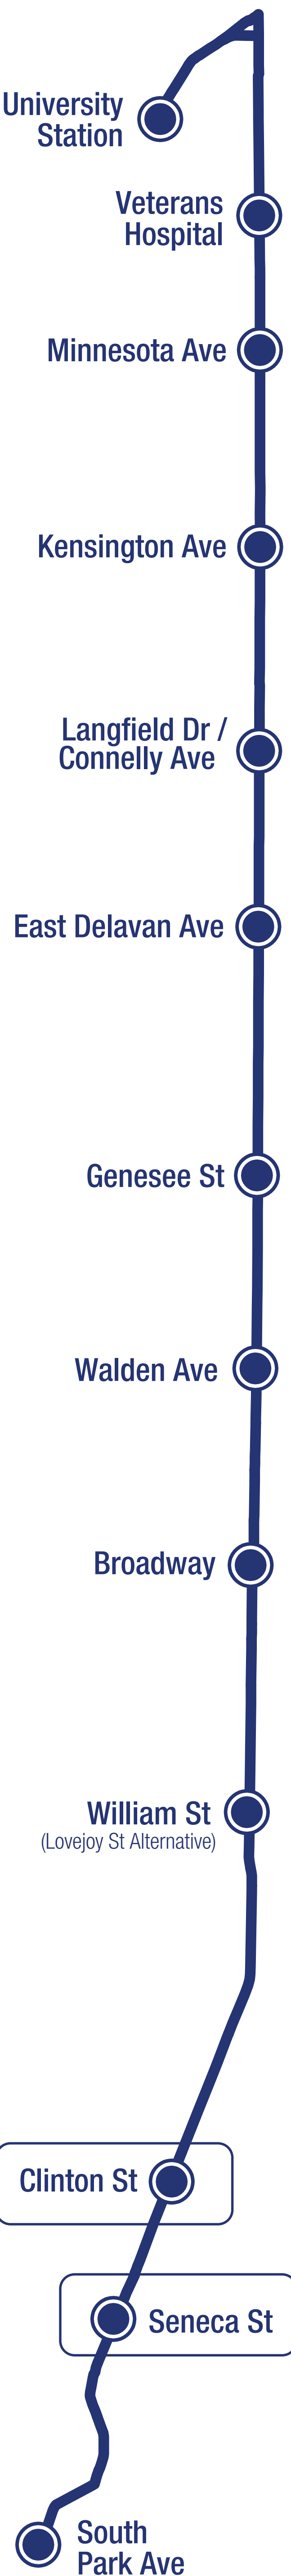 University
Station
Veterans
Hospital
Minnesota Ave
Kensington Ave
Langfield Dr /
Connelly Ave
East Delavan Ave
Genesee St
Walden Ave
Broadway
William St
(Lovejoy St Alternative)
Clinton St
Seneca St
South
Park Ave